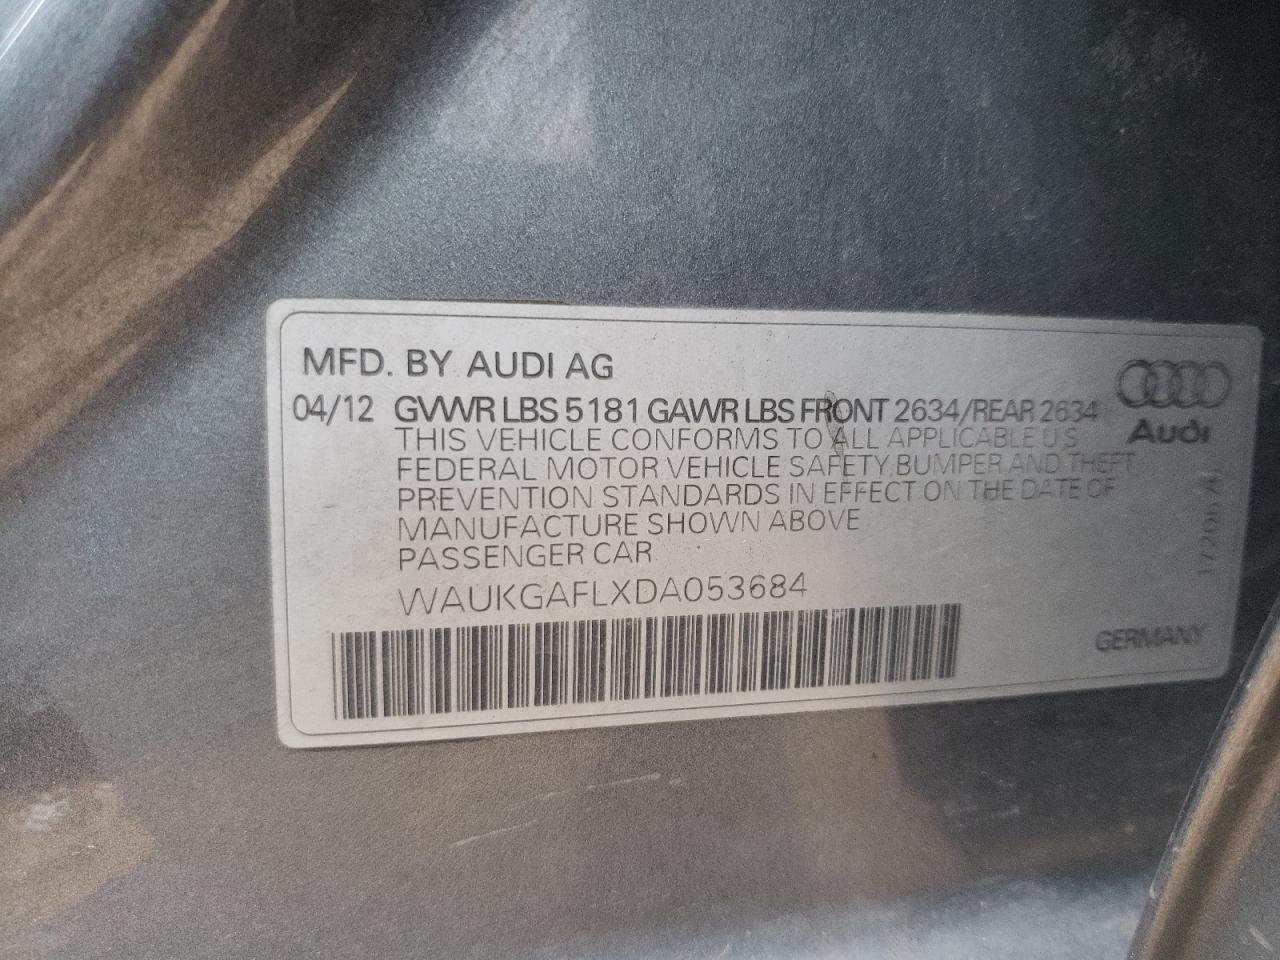 MFD. BY AUDI AG
04/12 GVWR LBS 5181 GAWR LBS FRONT 2634/REAR 2634
THIS VEHICLE CONFORMS TO ALL APPLICABLE U S
FEDERAL MOTOR VEHICLE SAFETY, BUMPER, AND THEFT
PREVENTION STANDARDS IN EFFECT ON THE DATE OF
MANUFACTURE SHOWN ABOVE
PASSENGER CAR
WAUKGAFLXDA053684
Audi
GERMANY